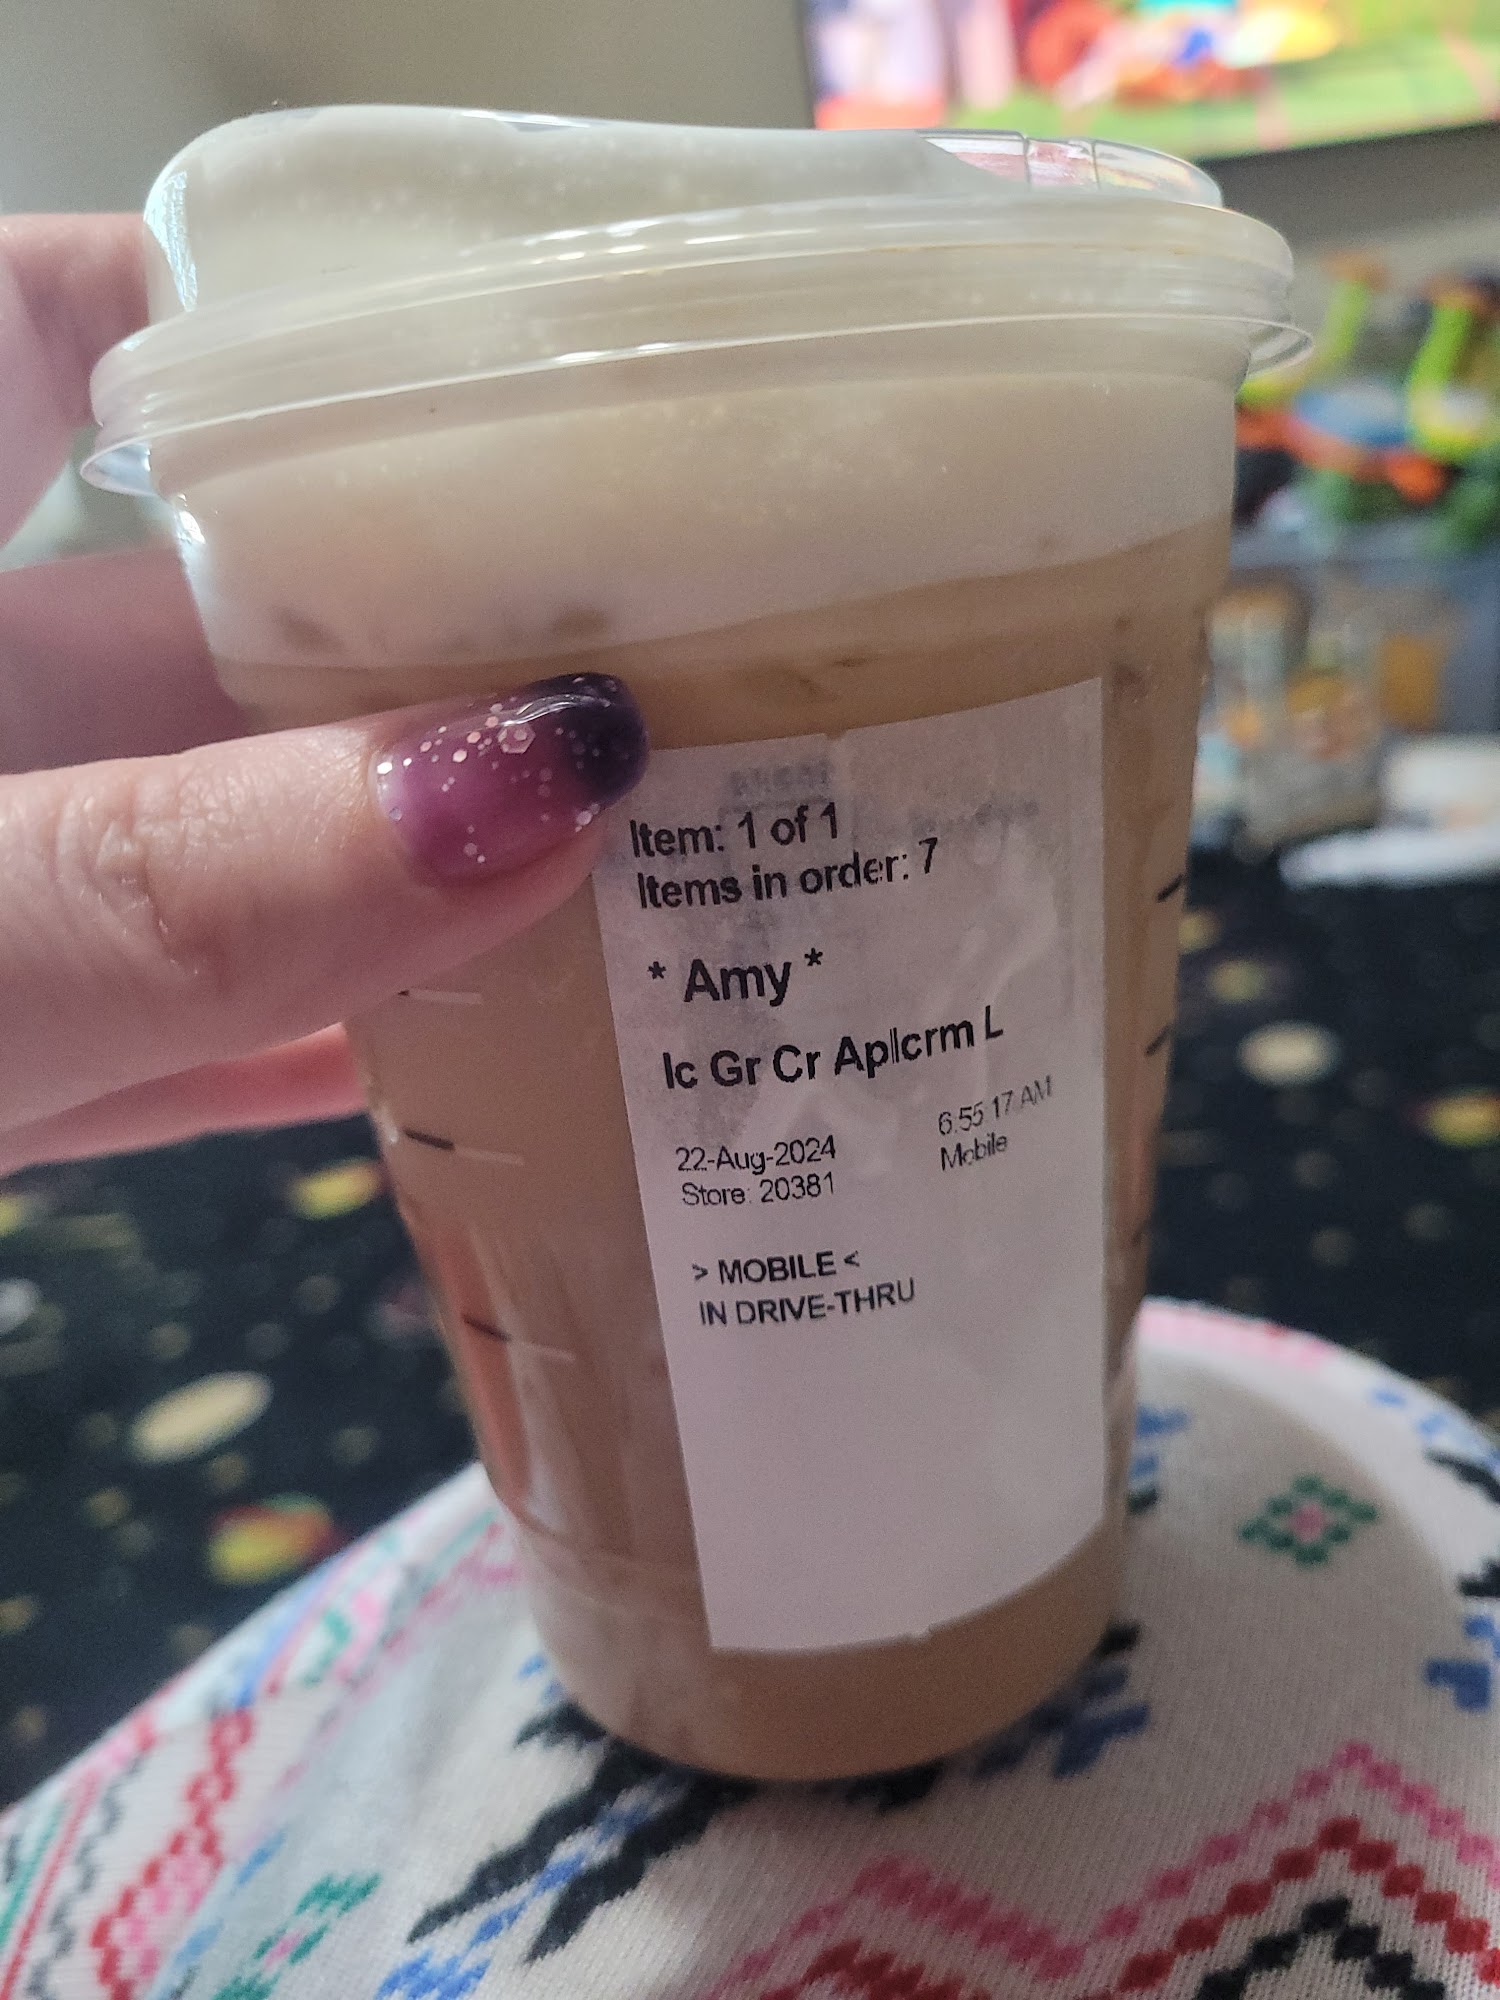 Item: 1 of 1
Items in order: 7
* Amy *
Ic Gr Cr Aplcrm L
22-Aug-2024
6:55:17 AM
Store: 20381
Mobile
> MOBILE <
IN DRIVE-THRU